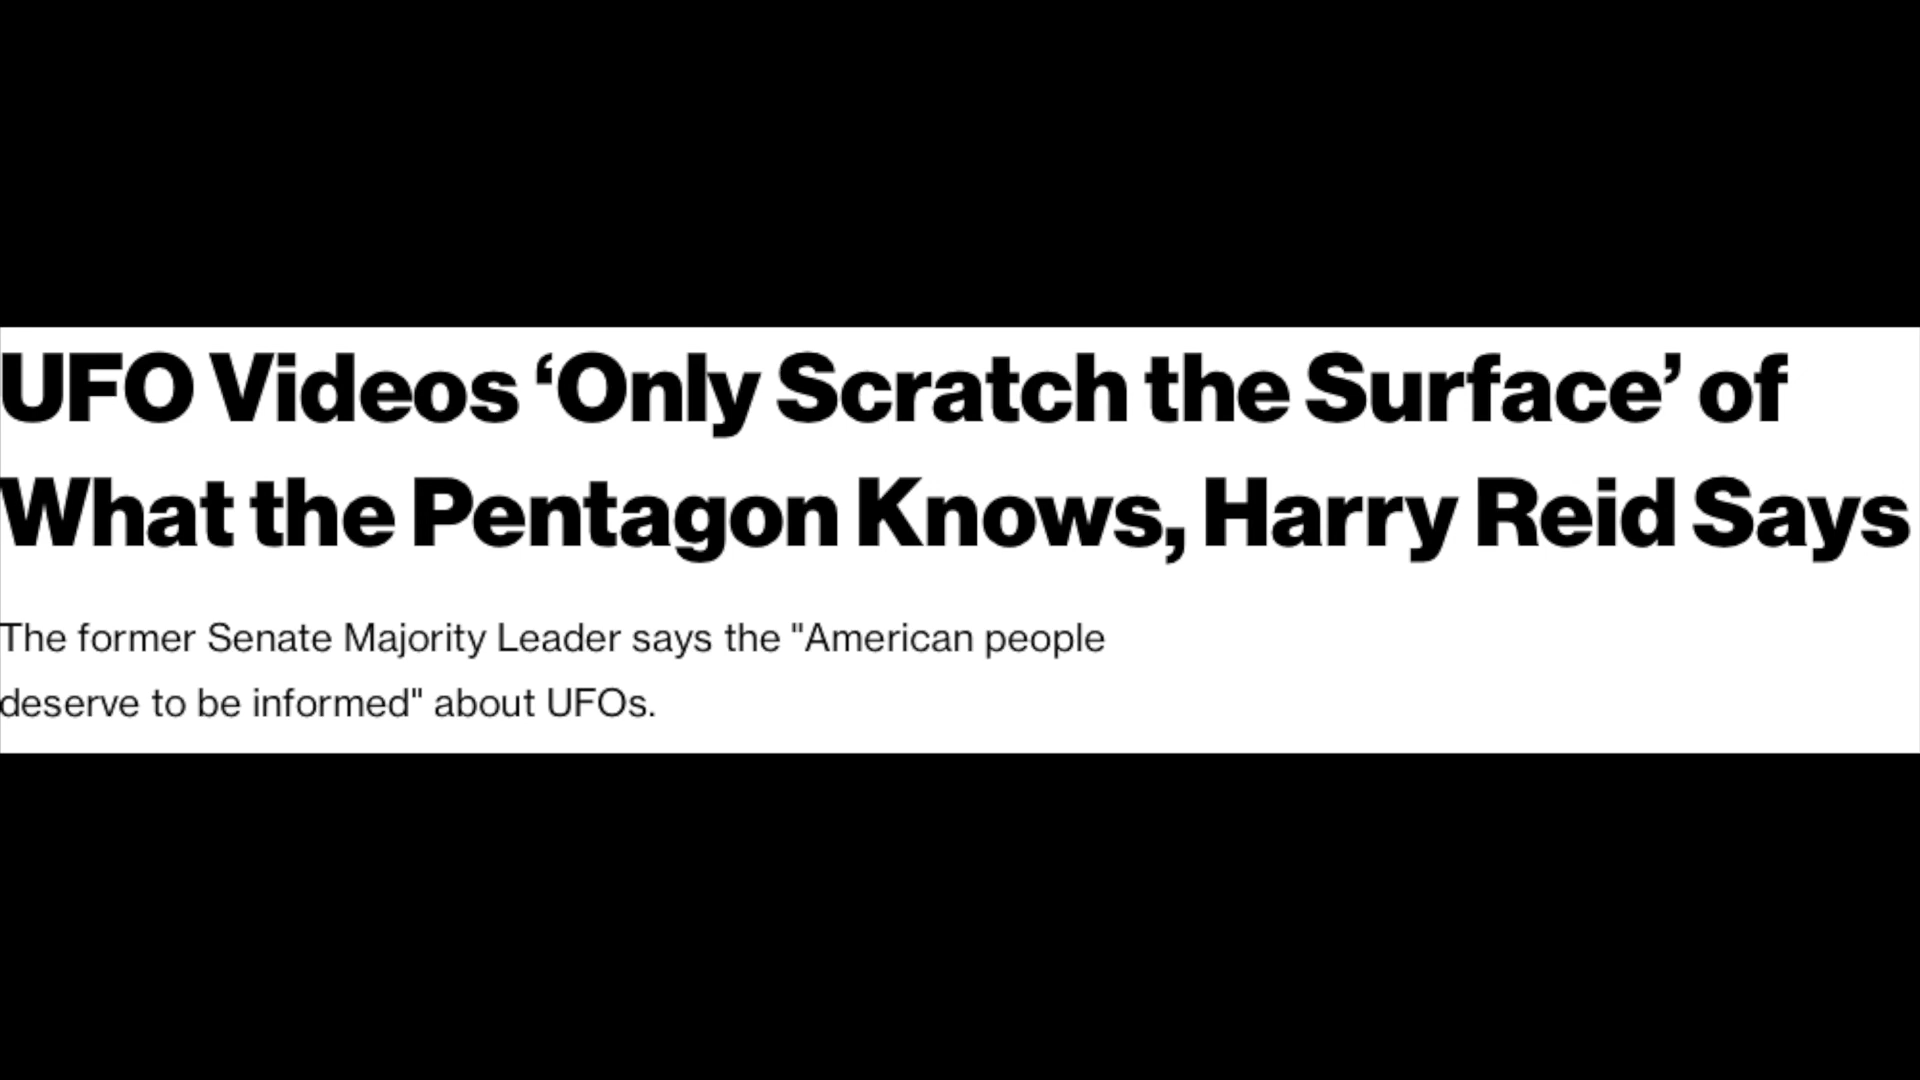 UFO Videos ‘Only Scratch the Surface’ of
What the Pentagon Knows, Harry Reid Says
The former Senate Majority Leader says the "American people
deserve to be informed" about UFOs.